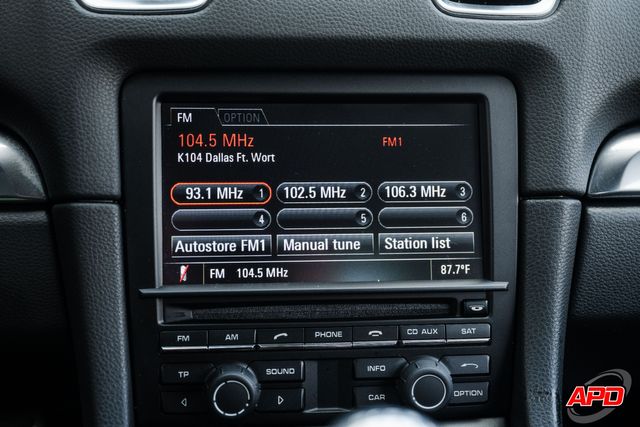 FM OPTION
104.5 MHz FM1
K104 Dallas Ft. Wort
93.1 MHz 1 102.5 MHz 2 106.3 MHz 3
4 5 6
Autostore FM1 Manual tune Station list
FM 104.5 MHz 87.7°F
FM AM PHONE CD AUX SAT
TP SOUND INFO
CAR OPTION
APD